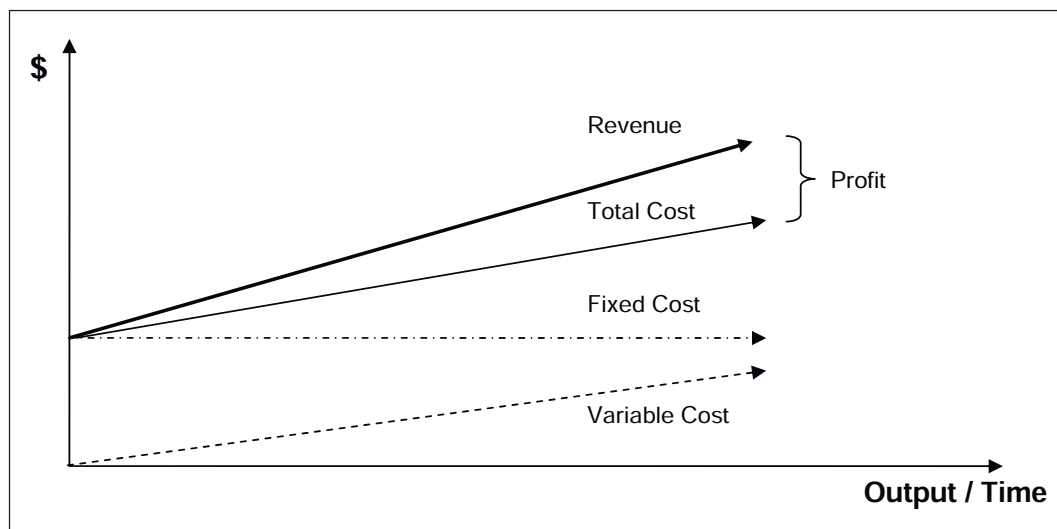 $
Revenue
Profit
Total Cost
Fixed Cost
Variable Cost
Output / Time